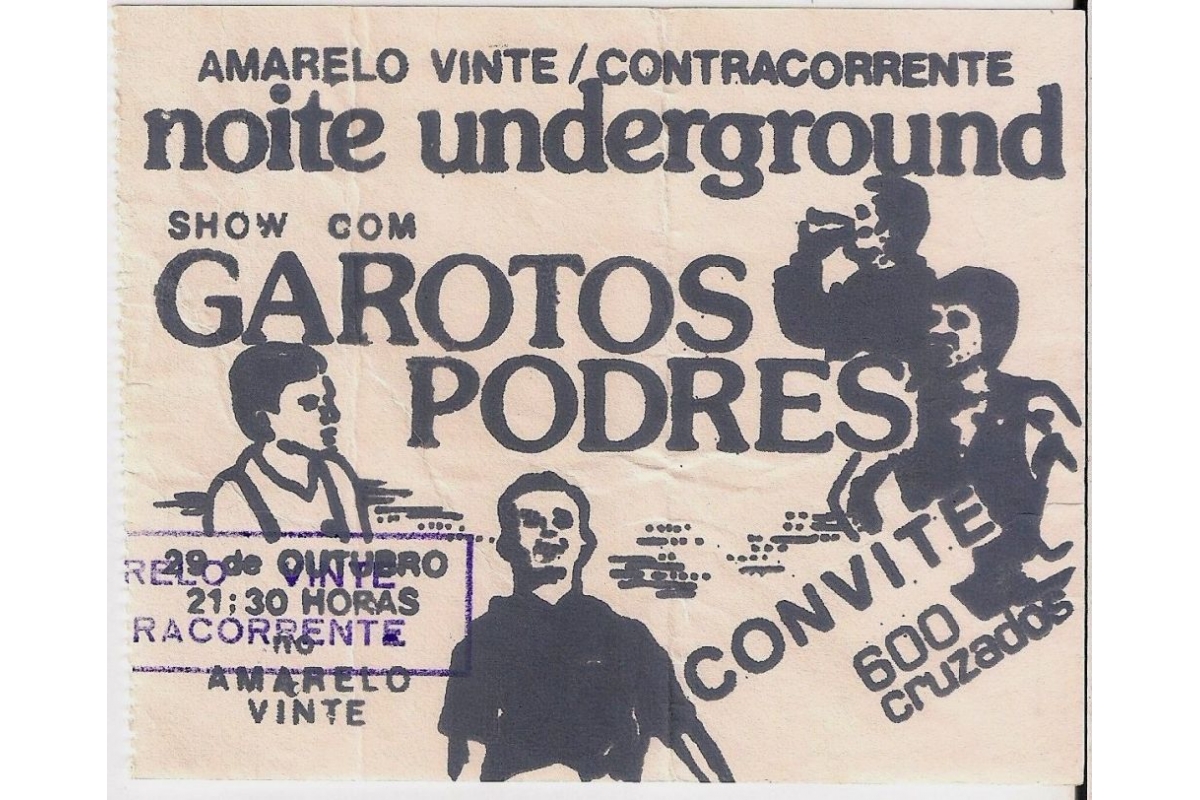 AMARELO VINTE / CONTRACORRENTE
noite underground
SHOW COM
GAROTOS
PODRES
29 de OUTUBRO
RELO VINTE
21:30 HORAS
RACORRENTE
no
AMARELO
VINTE
CONVITE
600
cruzados